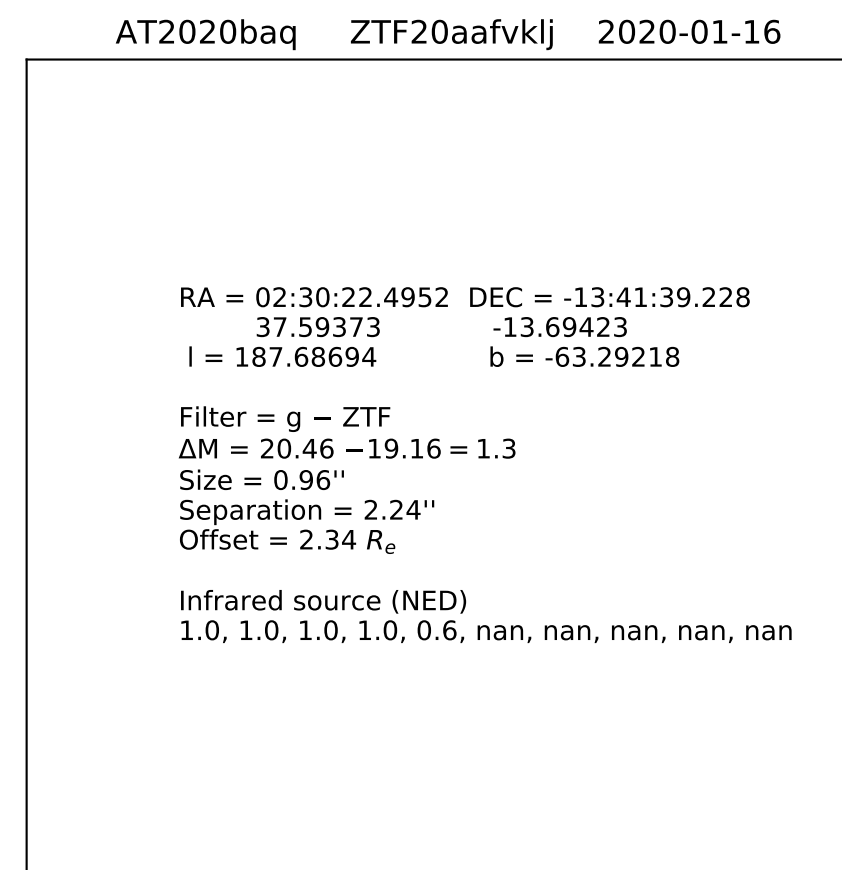 AT2020baq ZTF20aafvklj 2020-01-16
RA = 02:30:22.4952 DEC = -13:41:39.228
37.59373 -13.69423
l = 187.68694 b = -63.29218
Filter = g − ZTF
ΔM = 20.46 −19.16 = 1.3
Size = 0.96''
Separation = 2.24''
Offset = 2.34 Re
Infrared source (NED)
1.0, 1.0, 1.0, 1.0, 0.6, nan, nan, nan, nan, nan